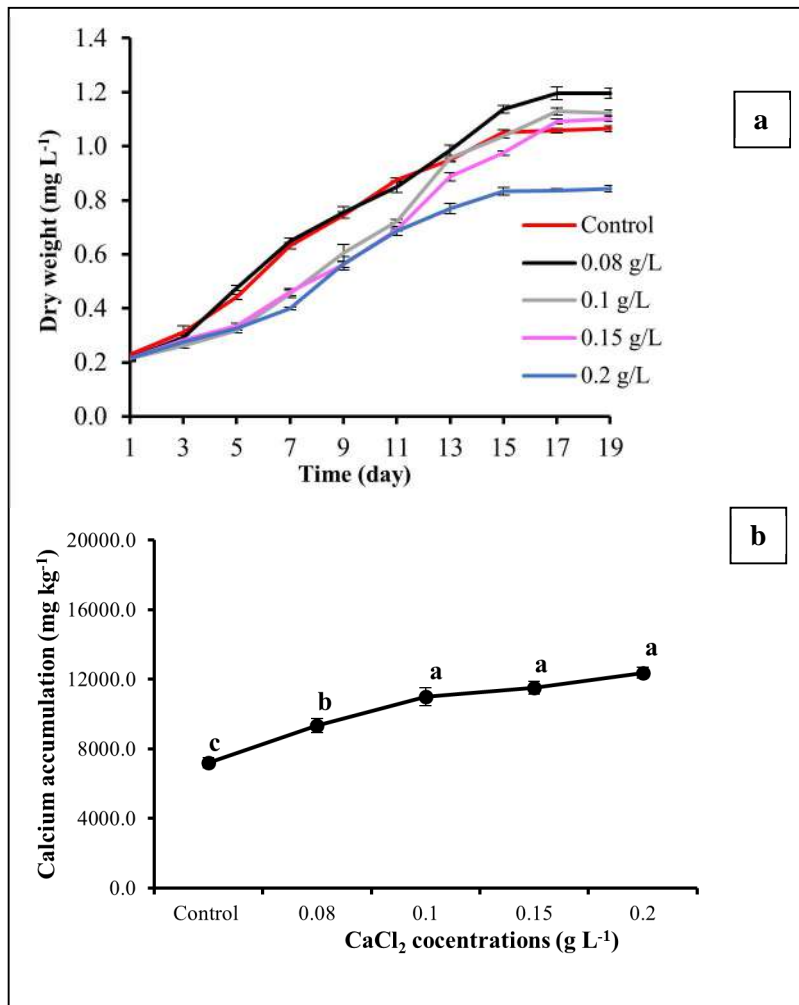 a
1.4
1.2
1.0
0.8
0.6
0.4
0.2
0.0
Dry weight (mg L⁻¹)
1 3 5 7 9 11 13 15 17 19
Time (day)
Control
0.08 g/L
0.1 g/L
0.15 g/L
0.2 g/L
b
20000.0
16000.0
12000.0
8000.0
4000.0
0.0
Calcium accumulation (mg kg⁻¹)
c
b
a
a
a
Control 0.08 0.1 0.15 0.2
CaCl₂ cocentrations (g L⁻¹)